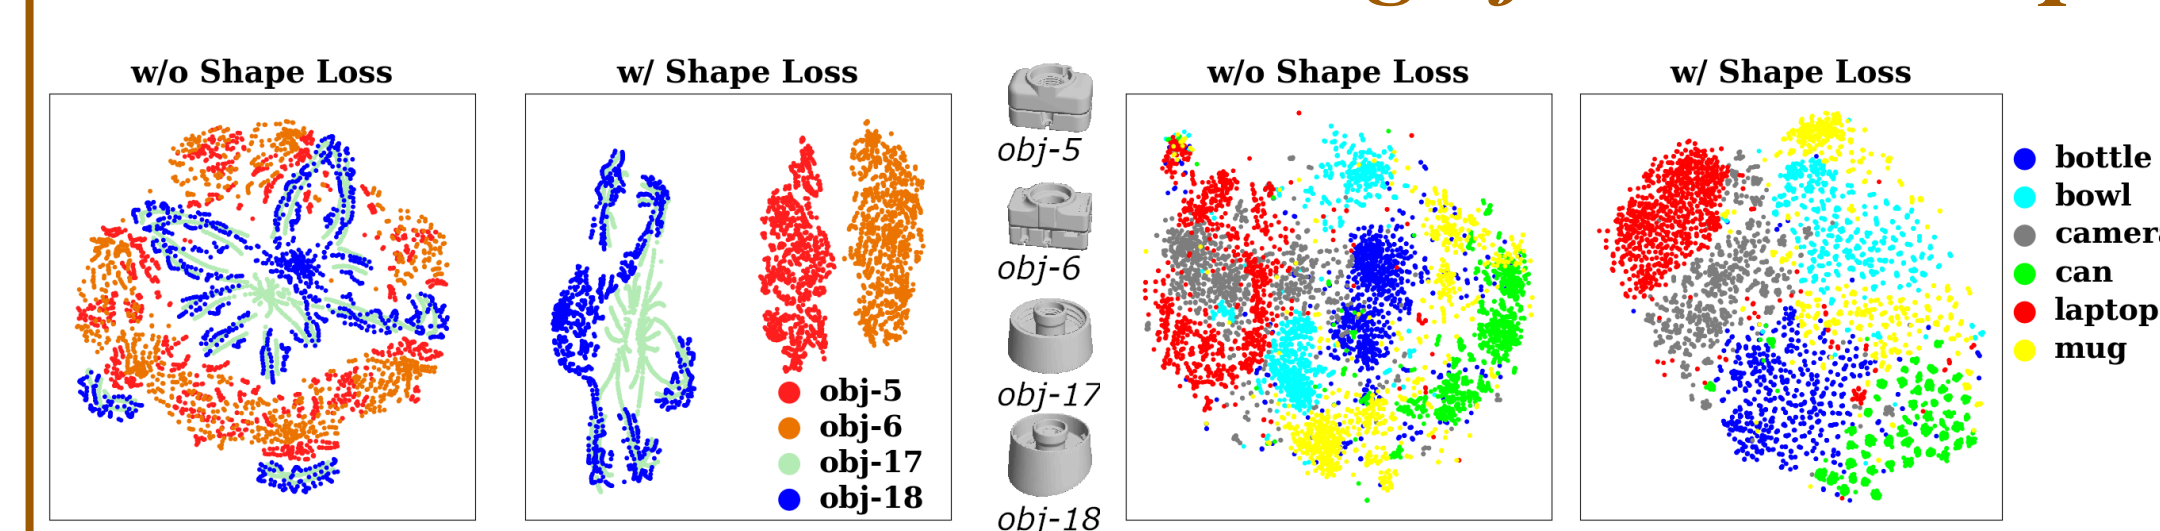 w/o Shape Loss
w/ Shape Loss
obj-5
obj-6
obj-17
obj-18
obj-5
obj-6
obj-17
obj-18
w/o Shape Loss
w/ Shape Loss
bottle
bowl
camera
can
laptop
mug